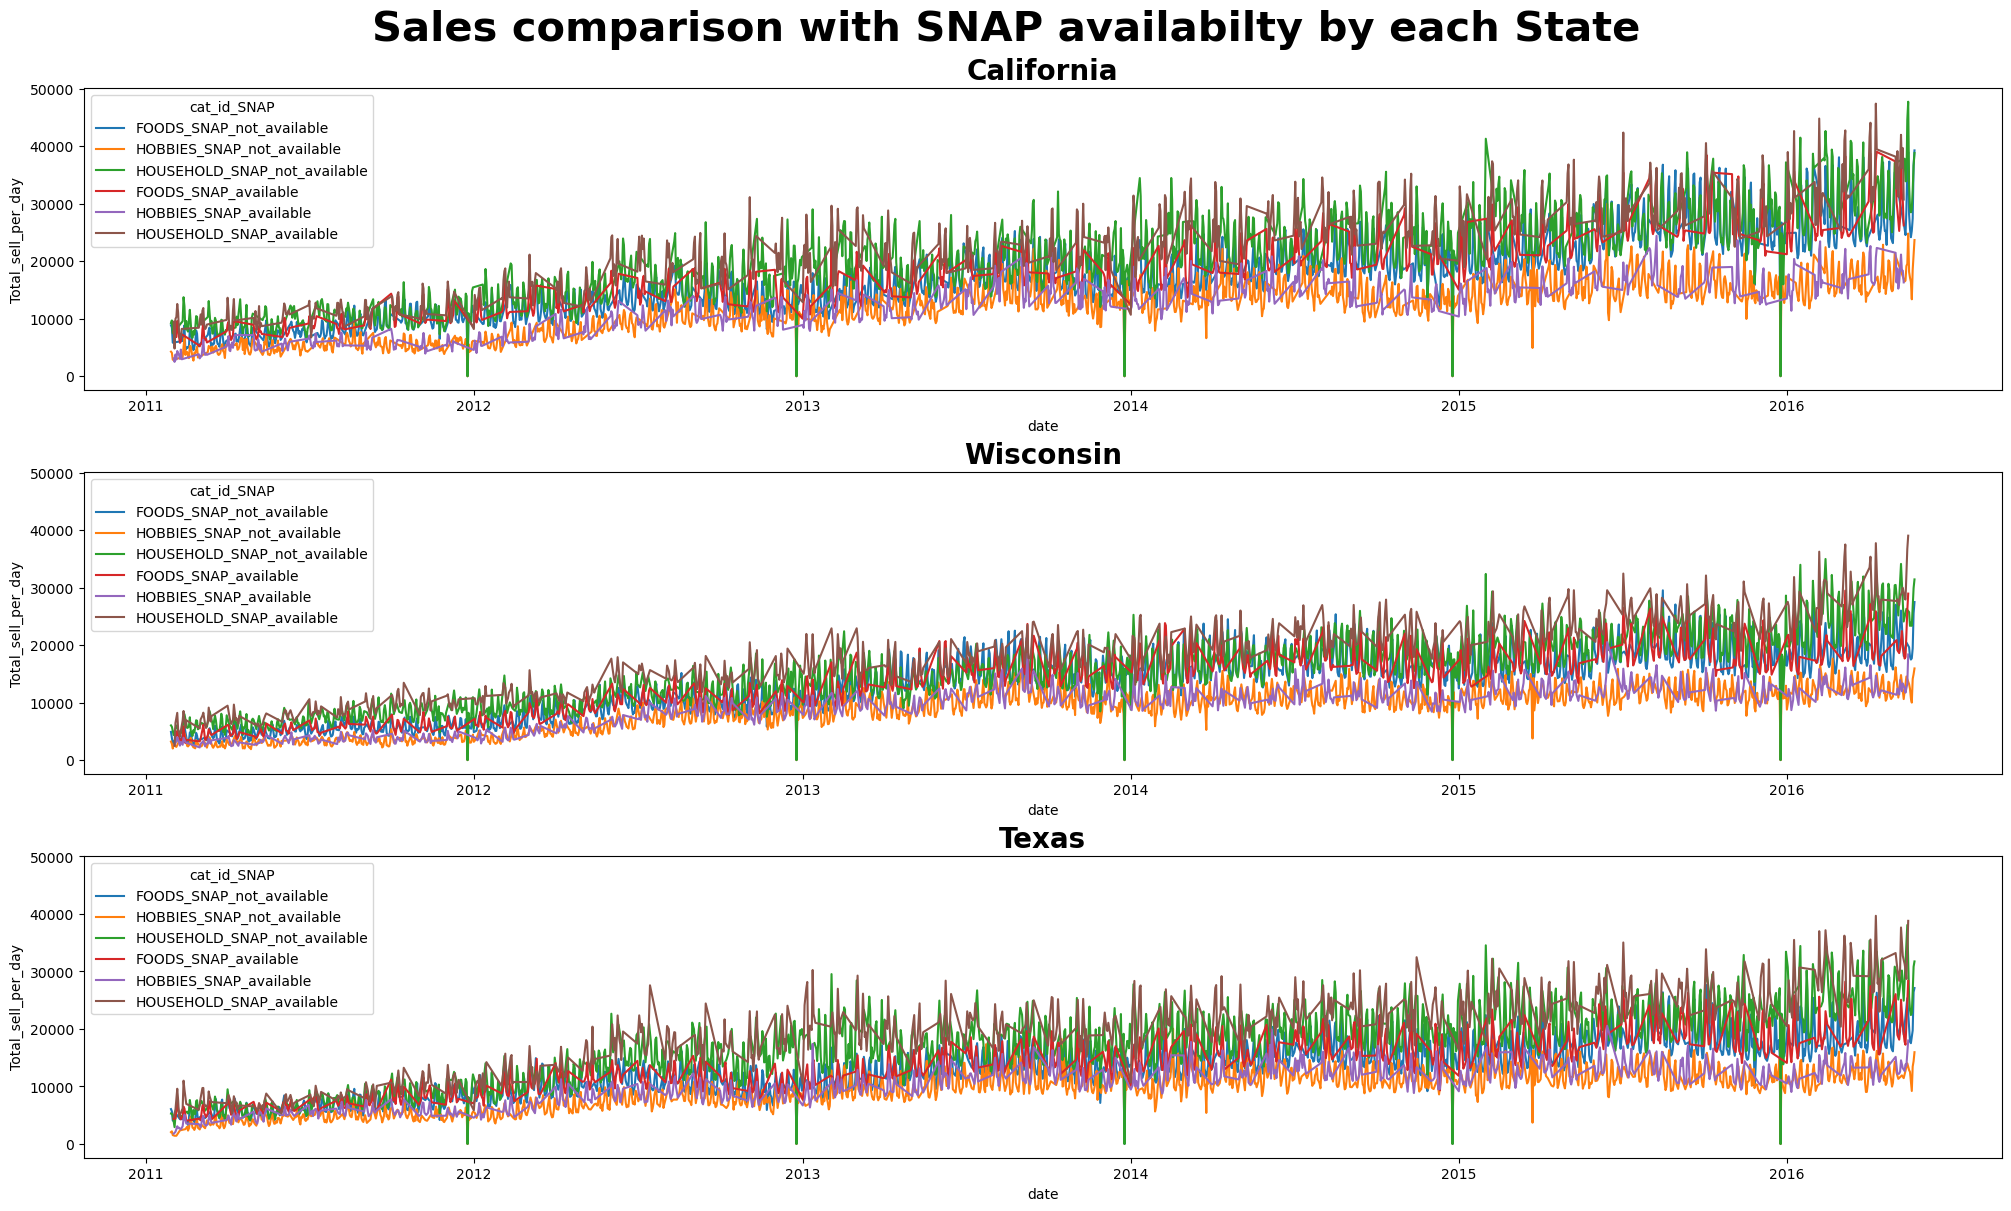 Sales comparison with SNAP availabilty by each State
California
50000
40000
30000
20000
10000
0
Total_sell_per_day
cat_id_SNAP
FOODS_SNAP_not_available
HOBBIES_SNAP_not_available
HOUSEHOLD_SNAP_not_available
FOODS_SNAP_available
HOBBIES_SNAP_available
HOUSEHOLD_SNAP_available
2011 2012 2013 2014 2015 2016
date
Wisconsin
50000
40000
30000
20000
10000
0
Total_sell_per_day
cat_id_SNAP
FOODS_SNAP_not_available
HOBBIES_SNAP_not_available
HOUSEHOLD_SNAP_not_available
FOODS_SNAP_available
HOBBIES_SNAP_available
HOUSEHOLD_SNAP_available
2011 2012 2013 2014 2015 2016
date
Texas
50000
40000
30000
20000
10000
0
Total_sell_per_day
cat_id_SNAP
FOODS_SNAP_not_available
HOBBIES_SNAP_not_available
HOUSEHOLD_SNAP_not_available
FOODS_SNAP_available
HOBBIES_SNAP_available
HOUSEHOLD_SNAP_available
2011 2012 2013 2014 2015 2016
date